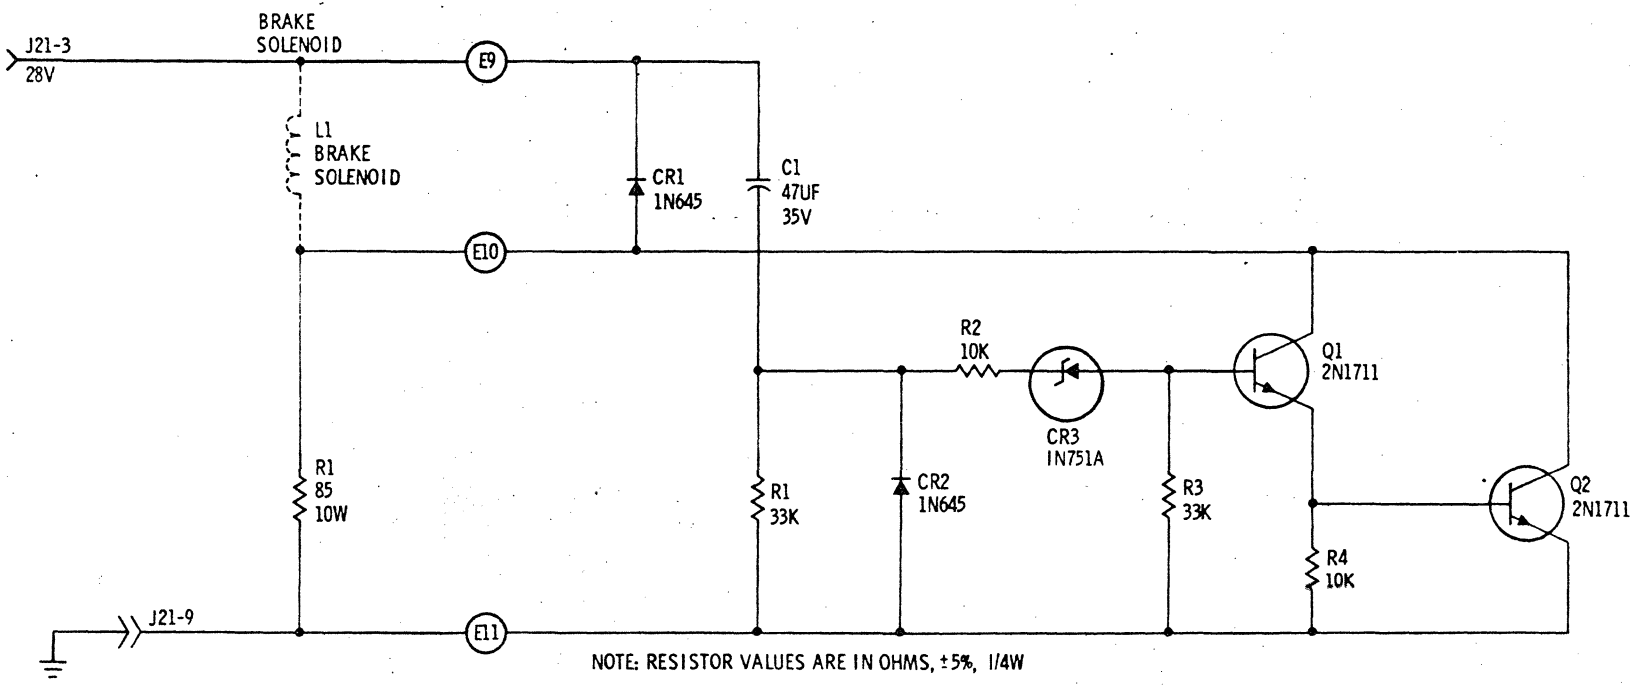 BRAKE
SOLENOID
J21-3
28V
E9
L1
BRAKE
SOLENOID
CR1
1N645
C1
47UF
35V
E10
R2
10K
CR3
1N751A
Q1
2N1711
R1
85
10W
R1
33K
CR2
1N645
R3
33K
Q2
2N1711
R4
10K
J21-9
E11
NOTE: RESISTOR VALUES ARE IN OHMS, ±5%, 1/4W